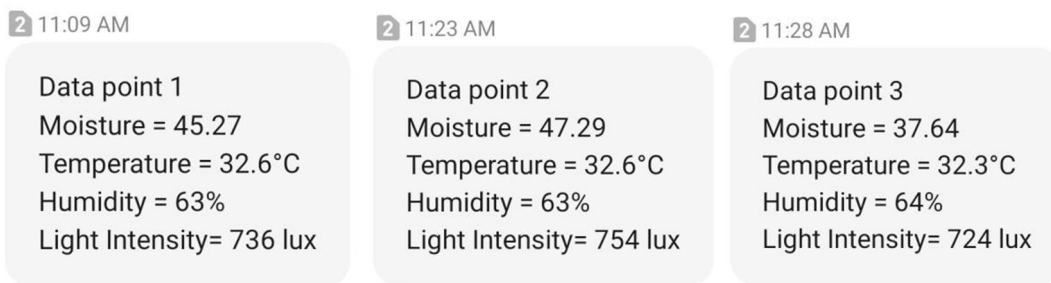 2 11:09 AM
Data point 1
Moisture = 45.27
Temperature = 32.6°C
Humidity = 63%
Light Intensity= 736 lux
2 11:23 AM
Data point 2
Moisture = 47.29
Temperature = 32.6°C
Humidity = 63%
Light Intensity= 754 lux
2 11:28 AM
Data point 3
Moisture = 37.64
Temperature = 32.3°C
Humidity = 64%
Light Intensity= 724 lux